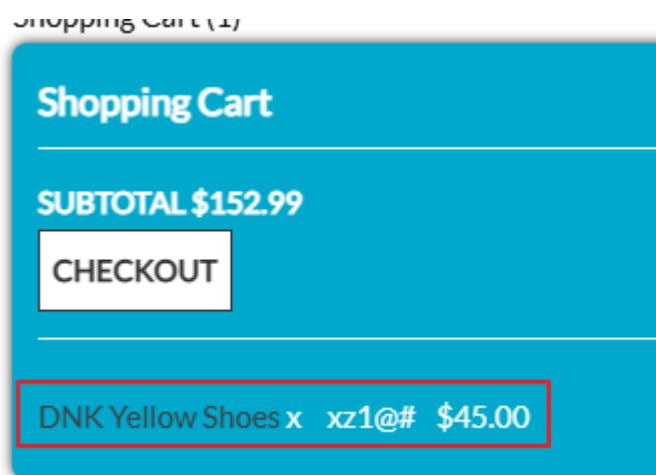 Shopping Cart (1)
Shopping Cart
SUBTOTAL $152.99
CHECKOUT
DNK Yellow Shoes x xz1@# $45.00